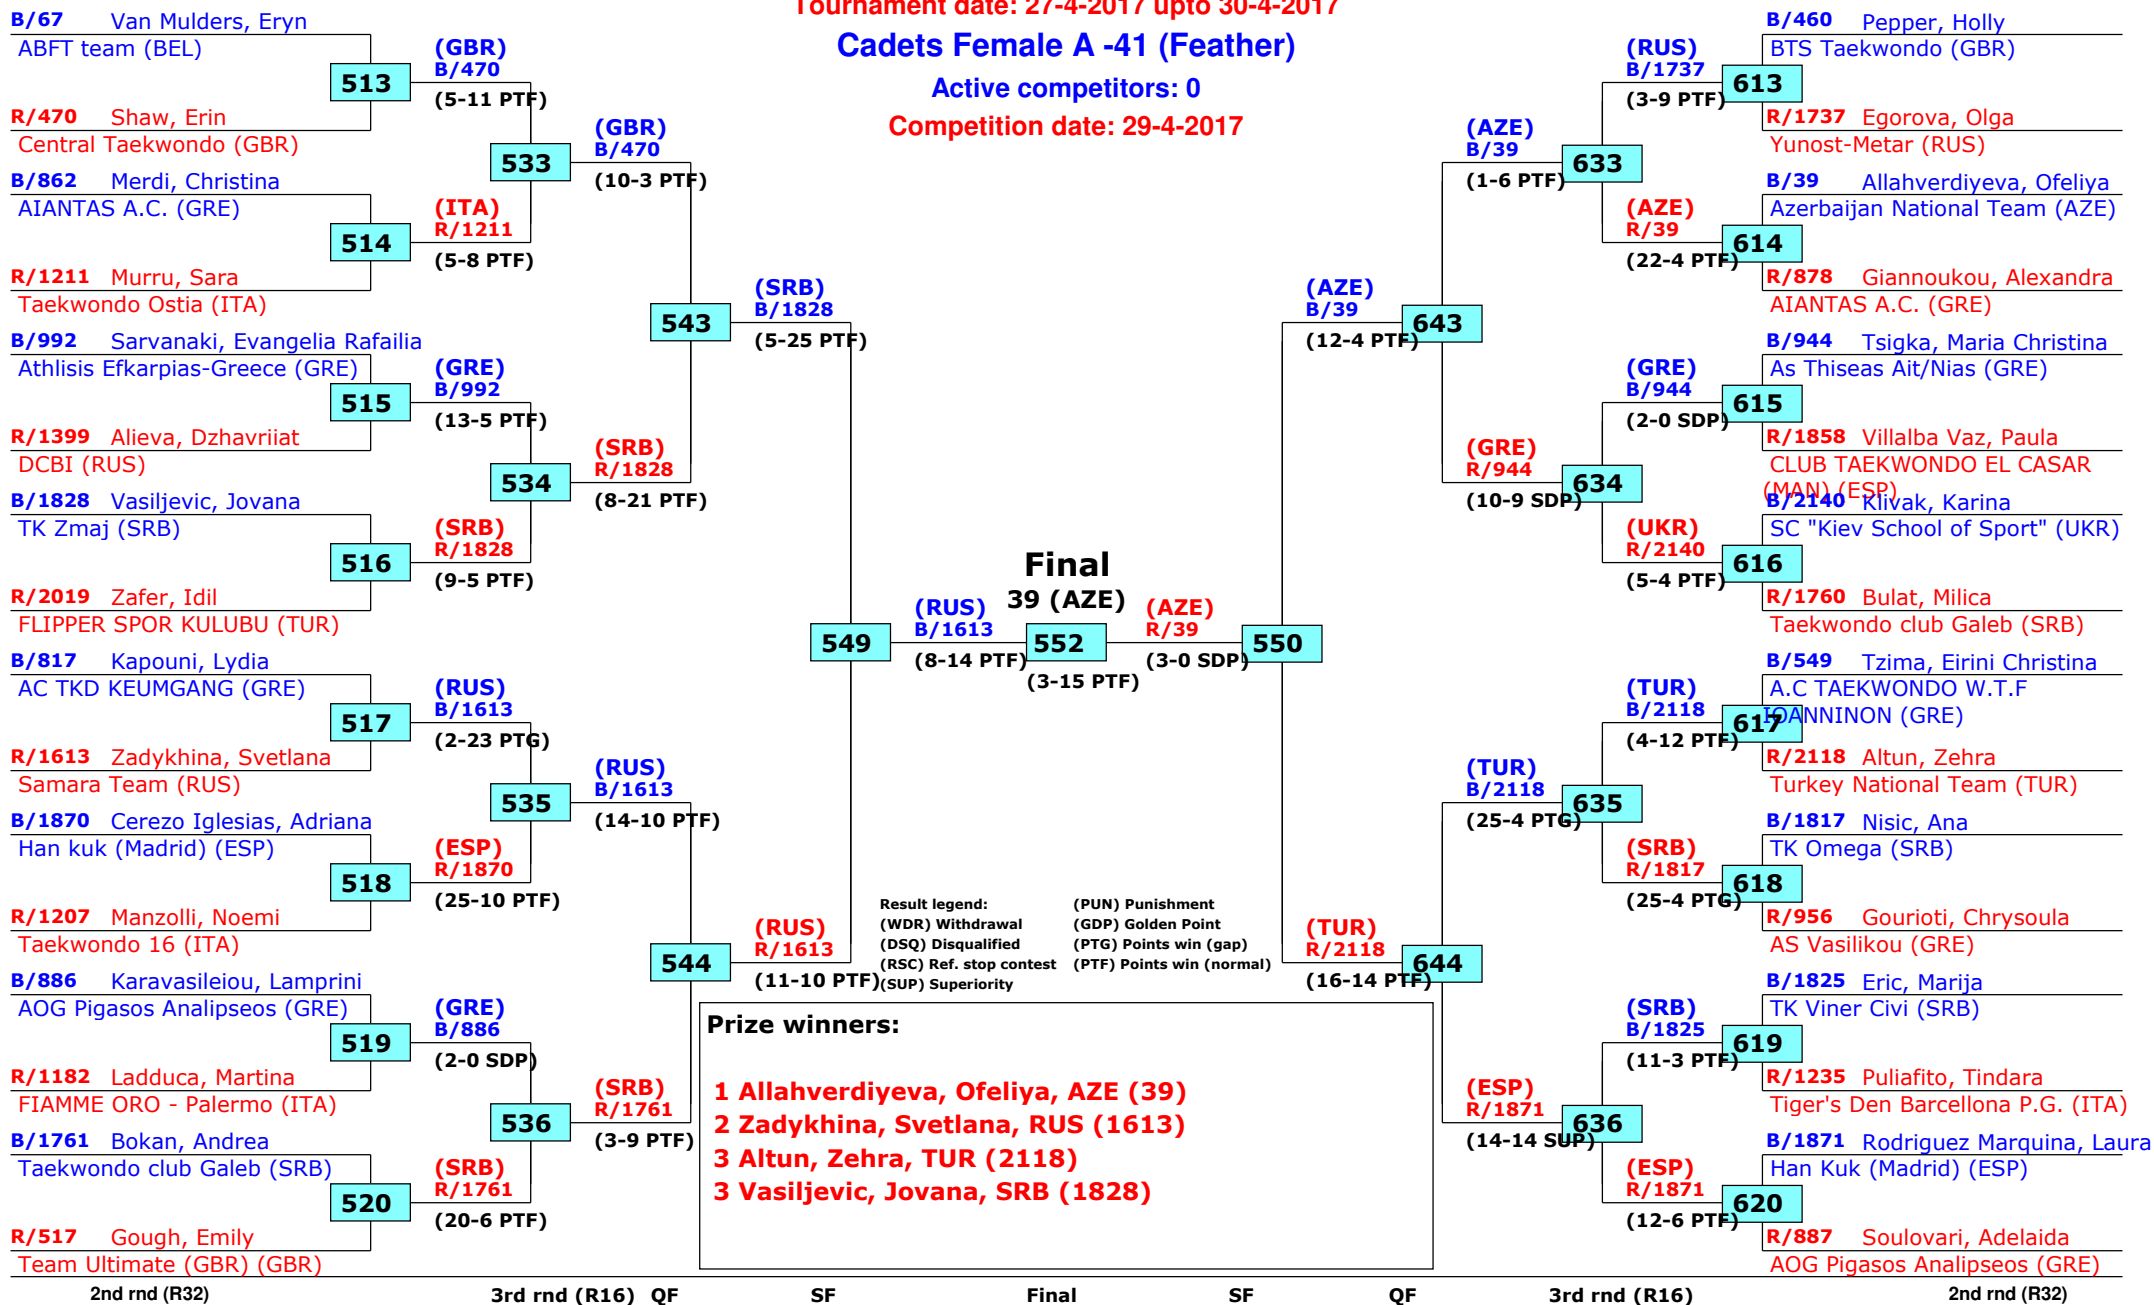 Tournament date: 27-4-2017 upto 30-4-2017
Cadets Female A -41 (Feather)
Active competitors: 0
Competition date: 29-4-2017
B/67 Van Mulders, Eryn
ABFT team (BEL)
513
R/470 Shaw, Erin
Central Taekwondo (GBR)
B/862 Merdi, Christina
AIANTAS A.C. (GRE)
514
R/1211 Murru, Sara
Taekwondo Ostia (ITA)
B/992 Sarvanaki, Evangelia Rafailia
Athlisis Efkarpias-Greece (GRE)
515
R/1399 Alieva, Dzhavriiat
DCBI (RUS)
B/1828 Vasiljevic, Jovana
TK Zmaj (SRB)
516
R/2019 Zafer, Idil
FLIPPER SPOR KULUBU (TUR)
B/817 Kapouni, Lydia
AC TKD KEUMGANG (GRE)
517
R/1613 Zadykhina, Svetlana
Samara Team (RUS)
B/1870 Cerezo Iglesias, Adriana
Han kuk (Madrid) (ESP)
518
R/1207 Manzolli, Noemi
Taekwondo 16 (ITA)
B/886 Karavasileiou, Lamprini
AOG Pigasos Analipseos (GRE)
519
R/1182 Ladduca, Martina
FIAMME ORO - Palermo (ITA)
B/1761 Bokan, Andrea
Taekwondo club Galeb (SRB)
520
R/517 Gough, Emily
Team Ultimate (GBR) (GBR)
(GBR)
B/470
(5-11 PTF)
533
(ITA)
R/1211
(5-8 PTF)
(GRE)
B/992
(13-5 PTF)
534
(SRB)
R/1828
(9-5 PTF)
(RUS)
B/1613
(2-23 PTG)
535
(ESP)
R/1870
(25-10 PTF)
(GRE)
B/886
(2-0 SDP)
536
(SRB)
R/1761
(20-6 PTF)
(GBR)
B/470
(10-3 PTF)
543
(SRB)
R/1828
(8-21 PTF)
(RUS)
B/1613
(14-10 PTF)
544
(SRB)
R/1761
(3-9 PTF)
(SRB)
B/1828
(5-25 PTF)
549
(RUS)
R/1613
(11-10 PTF)
(RUS)
B/1613
(8-14 PTF)
Final
39 (AZE)
552
(3-15 PTF)
(AZE)
R/39
(3-0 SDP)
550
(AZE)
B/39
(12-4 PTF)
643
(TUR)
R/2118
(16-14 PTF)
644
(AZE)
B/39
(1-6 PTF)
633
(GRE)
R/944
(10-9 SDP)
634
(TUR)
B/2118
(25-4 PTG)
635
(ESP)
R/1871
(14-14 SUP)
636
(RUS)
B/1737
(3-9 PTF)
(AZE)
R/39
(22-4 PTF)
(GRE)
B/944
(2-0 SDP)
(UKR)
R/2140
(5-4 PTF)
(TUR)
B/2118
(4-12 PTF)
(SRB)
R/1817
(25-4 PTG)
(SRB)
B/1825
(11-3 PTF)
(ESP)
R/1871
(12-6 PTF)
B/460 Pepper, Holly
BTS Taekwondo (GBR)
613
R/1737 Egorova, Olga
Yunost-Metar (RUS)
B/39 Allahverdiyeva, Ofeliya
Azerbaijan National Team (AZE)
614
R/878 Giannoukou, Alexandra
AIANTAS A.C. (GRE)
B/944 Tsigka, Maria Christina
As Thiseas Ait/Nias (GRE)
615
R/1858 Villalba Vaz, Paula
CLUB TAEKWONDO EL CASAR
(MAN) (ESP)
B/2140 Klivak, Karina
SC "Kiev School of Sport" (UKR)
616
R/1760 Bulat, Milica
Taekwondo club Galeb (SRB)
B/549 Tzima, Eirini Christina
A.C TAEKWONDO W.T.F
IOANNINON (GRE)
617
R/2118 Altun, Zehra
Turkey National Team (TUR)
B/1817 Nisic, Ana
TK Omega (SRB)
618
R/956 Gourioti, Chrysoula
AS Vasilikou (GRE)
B/1825 Eric, Marija
TK Viner Civi (SRB)
619
R/1235 Puliafito, Tindara
Tiger's Den Barcellona P.G. (ITA)
B/1871 Rodriguez Marquina, Laura
Han Kuk (Madrid) (ESP)
620
R/887 Soulovari, Adelaida
AOG Pigasos Analipseos (GRE)
Result legend:
(WDR) Withdrawal
(DSQ) Disqualified
(RSC) Ref. stop contest
(SUP) Superiority
(PUN) Punishment
(GDP) Golden Point
(PTG) Points win (gap)
(PTF) Points win (normal)
Prize winners:
1 Allahverdiyeva, Ofeliya, AZE (39)
2 Zadykhina, Svetlana, RUS (1613)
3 Altun, Zehra, TUR (2118)
3 Vasiljevic, Jovana, SRB (1828)
2nd rnd (R32) 3rd rnd (R16) QF SF Final SF QF 3rd rnd (R16) 2nd rnd (R32)